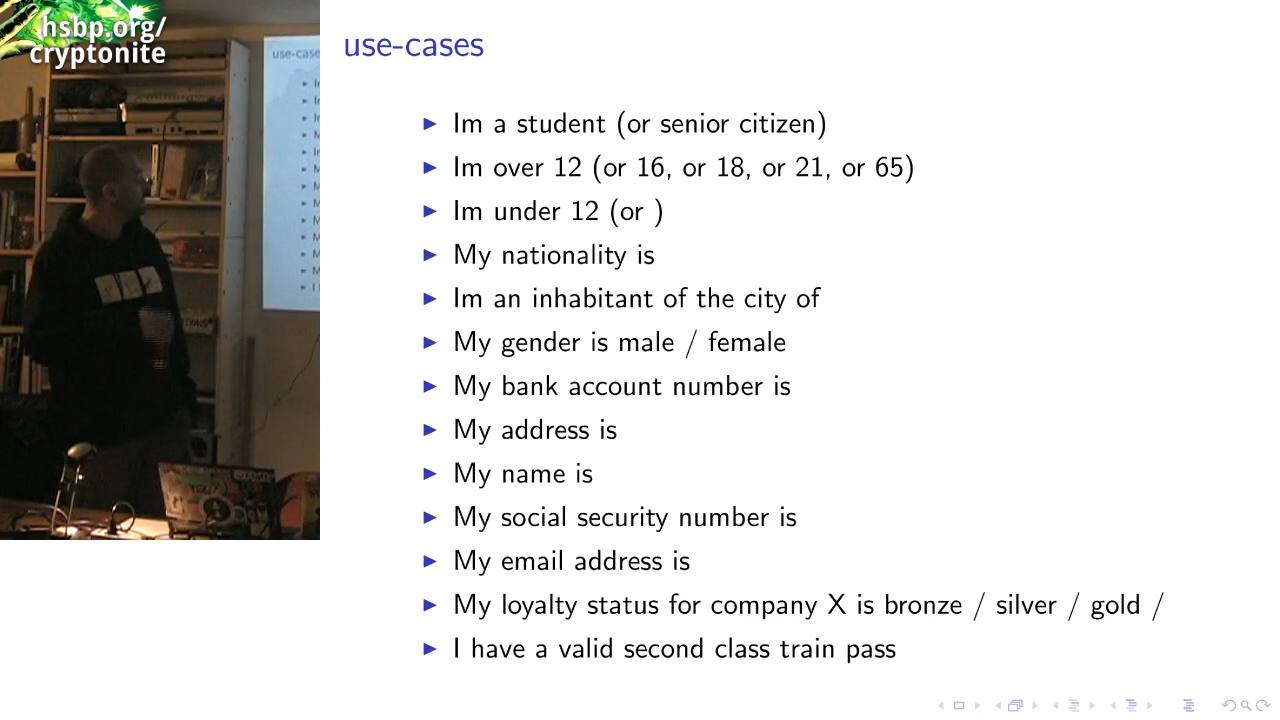 hsbp.org/
cryptonite
use-cases
Im a student (or senior citizen)
Im over 12 (or 16, or 18, or 21, or 65)
Im under 12 (or )
My nationality is
Im an inhabitant of the city of
My gender is male / female
My bank account number is
My address is
My name is
My social security number is
My email address is
My loyalty status for company X is bronze / silver / gold /
I have a valid second class train pass
use-case